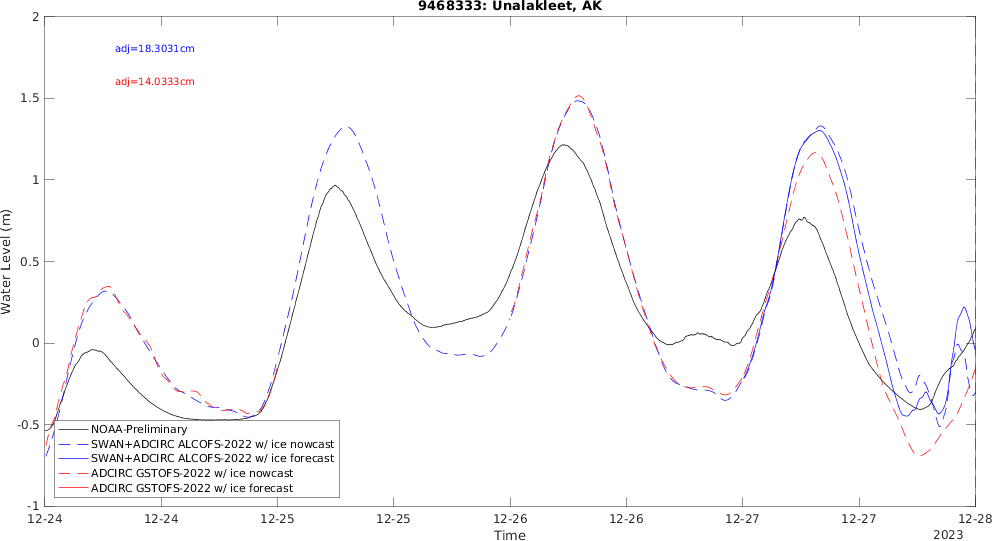 9468333: Unalakleet, AK
2
adj=18.3031cm
adj=14.0333cm
1.5
1
0.5
0
-0.5
-1
Water Level (m)
NOAA-Preliminary
SWAN+ADCIRC ALCOFS-2022 w/ ice nowcast
SWAN+ADCIRC ALCOFS-2022 w/ ice forecast
ADCIRC GSTOFS-2022 w/ ice nowcast
ADCIRC GSTOFS-2022 w/ ice forecast
12-24 12-24 12-25 12-25 12-26 12-26 12-27 12-27 12-28
Time
2023